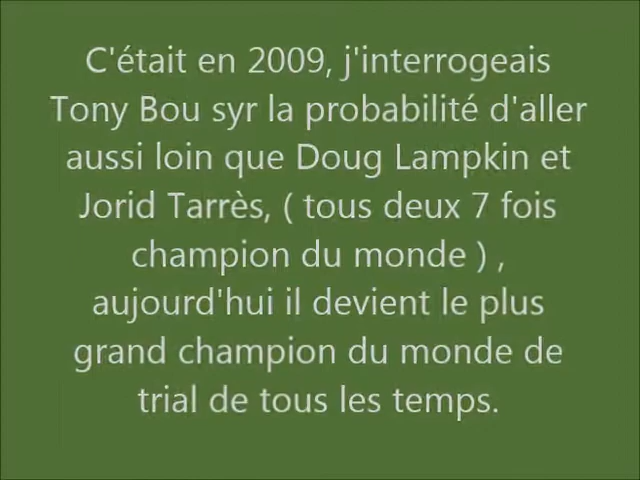 C'était en 2009, j'interrogeais
Tony Bou syr la probabilité d'aller
aussi loin que Doug Lampkin et
Jorid Tarrès, ( tous deux 7 fois
champion du monde ) ,
aujourd'hui il devient le plus
grand champion du monde de
trial de tous les temps.